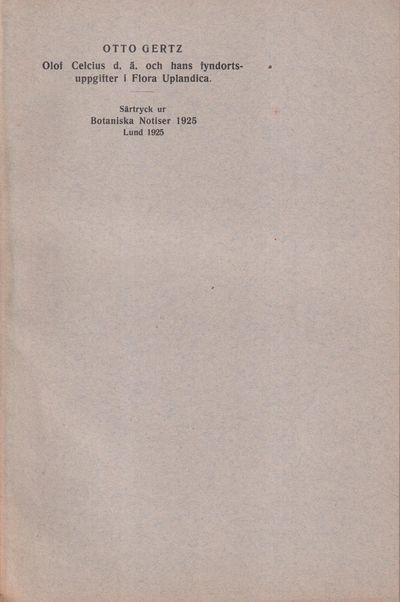 OTTO GERTZ
Olof Celcius d. ä. och hans fyndorts-
uppgifter i Flora Uplandica.
Särtryck ur
Botaniska Notiser 1925
Lund 1925